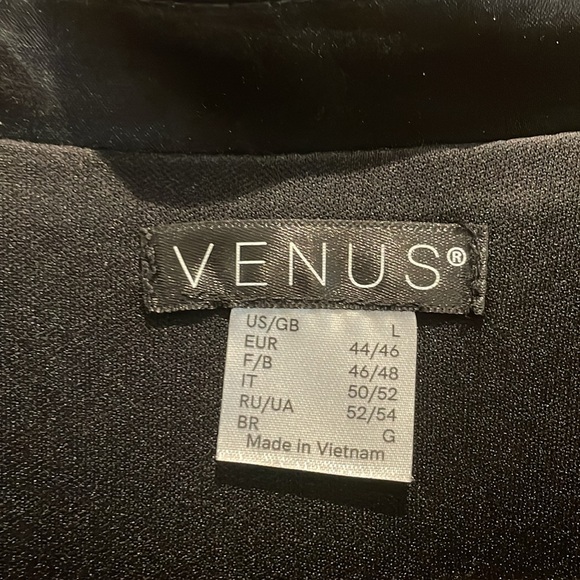 VENUS®
US/GB L
EUR 44/46
F/B 46/48
IT 50/52
RU/UA 52/54
BR G
Made in Vietnam